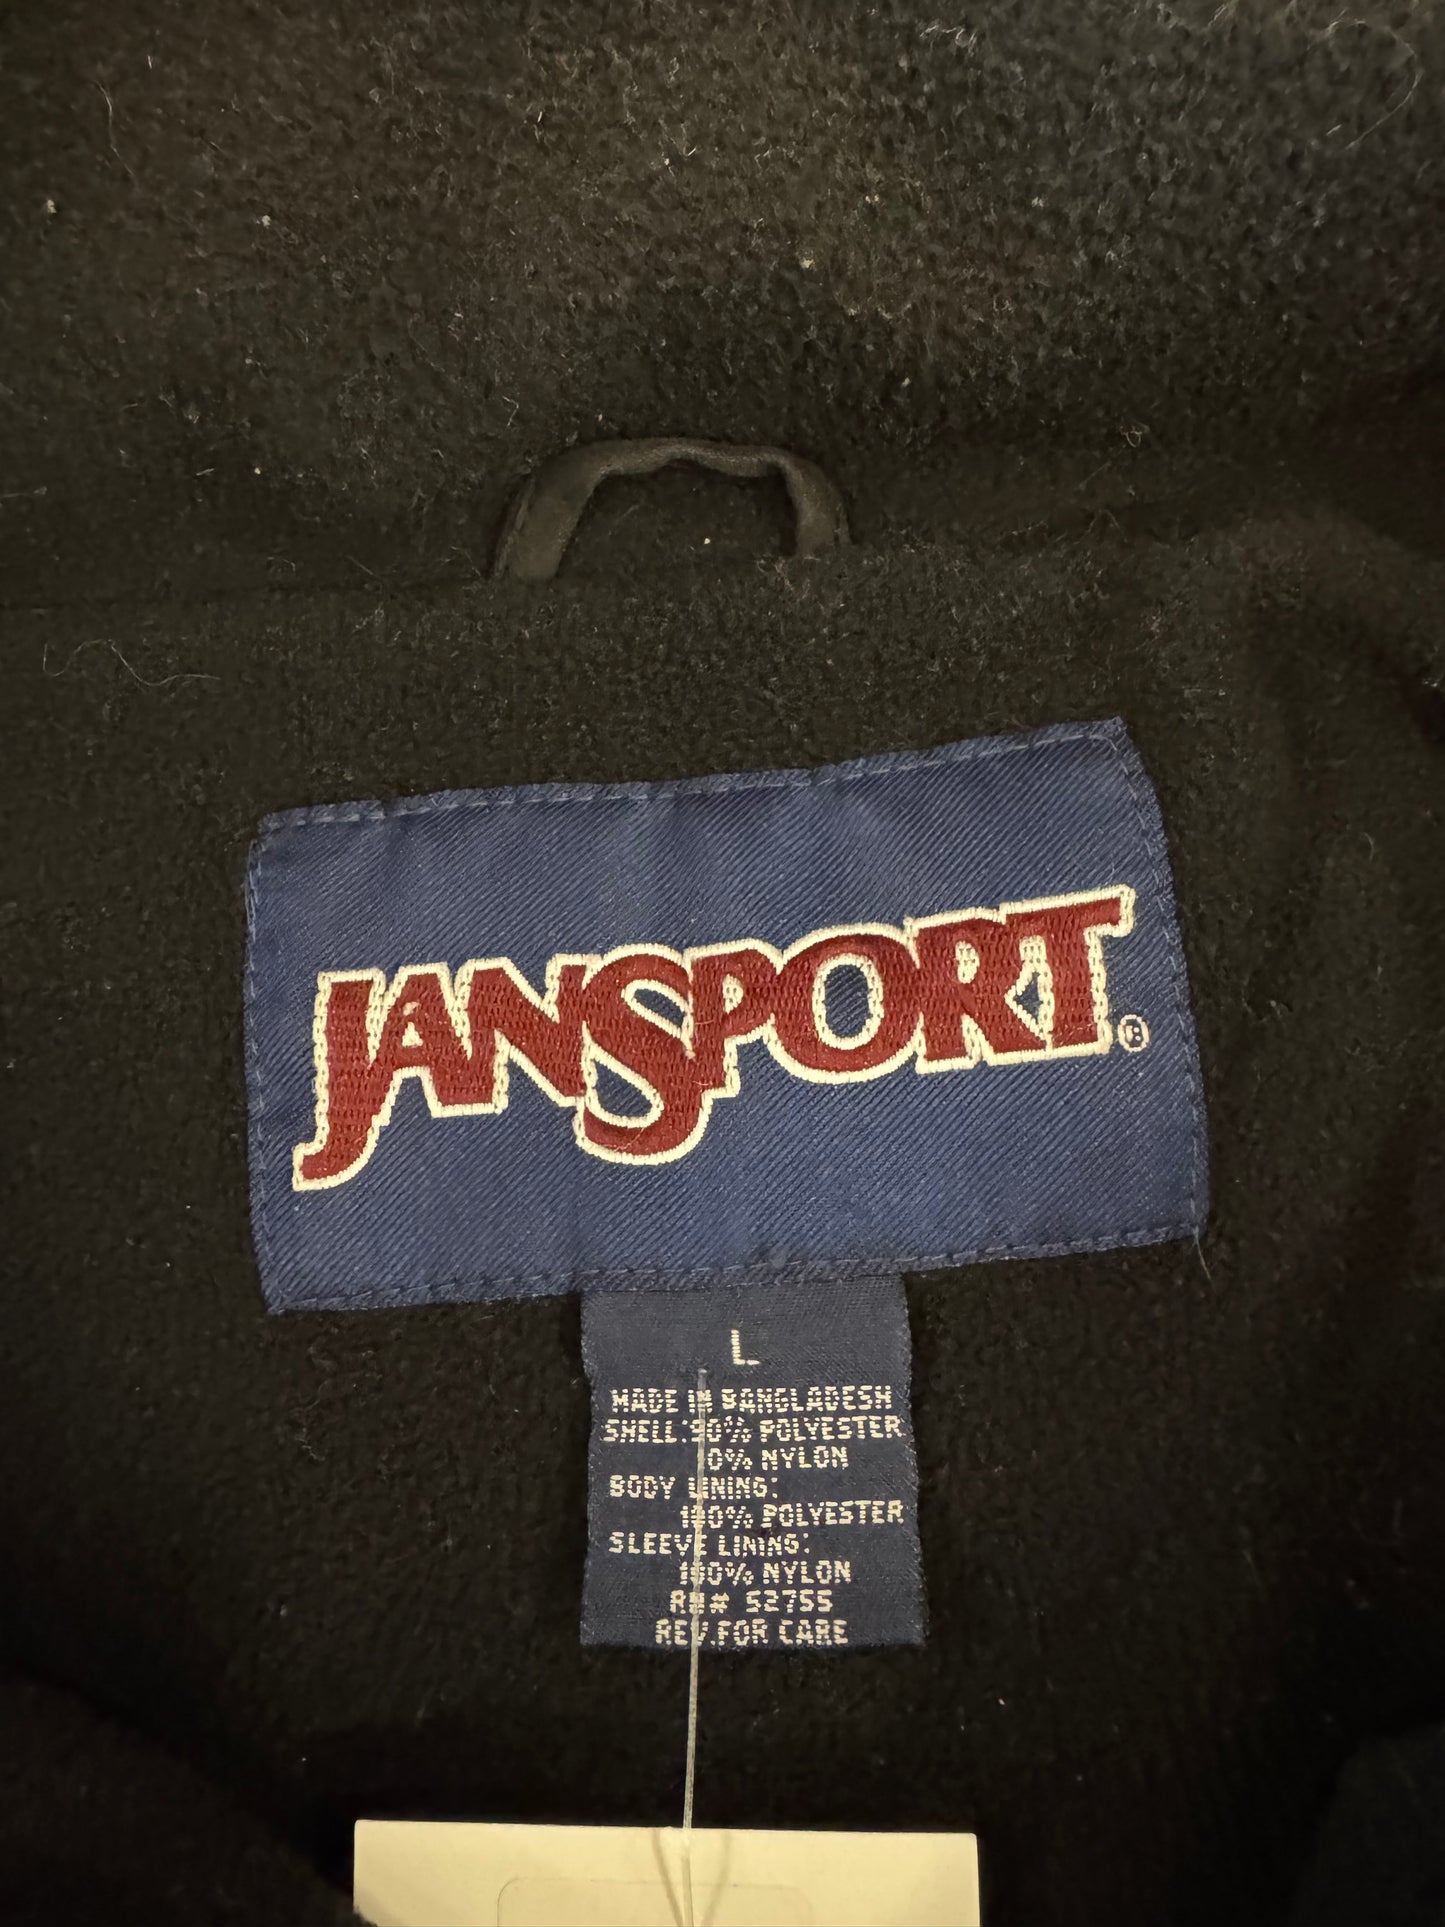 JANSPORT®
L
MADE IN BANGLADESH
SHELL:90% POLYESTER
10% NYLON
BODY LINING:
100% POLYESTER
SLEEVE LINING:
100% NYLON
RN# 52755
REV.FOR CARE